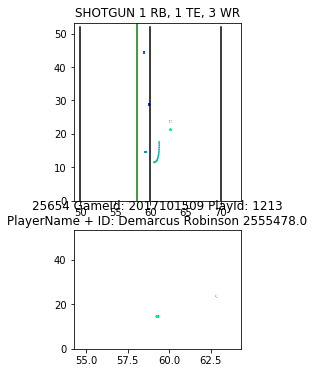 SHOTGUN 1 RB, 1 TE, 3 WR
50
40
30
20
10
0
50 55 60 65 70
25654 GameId: 2017101509 PlayId: 1213
PlayerName + ID: Demarcus Robinson 2555478.0
40
20
0
55.0 57.5 60.0 62.5